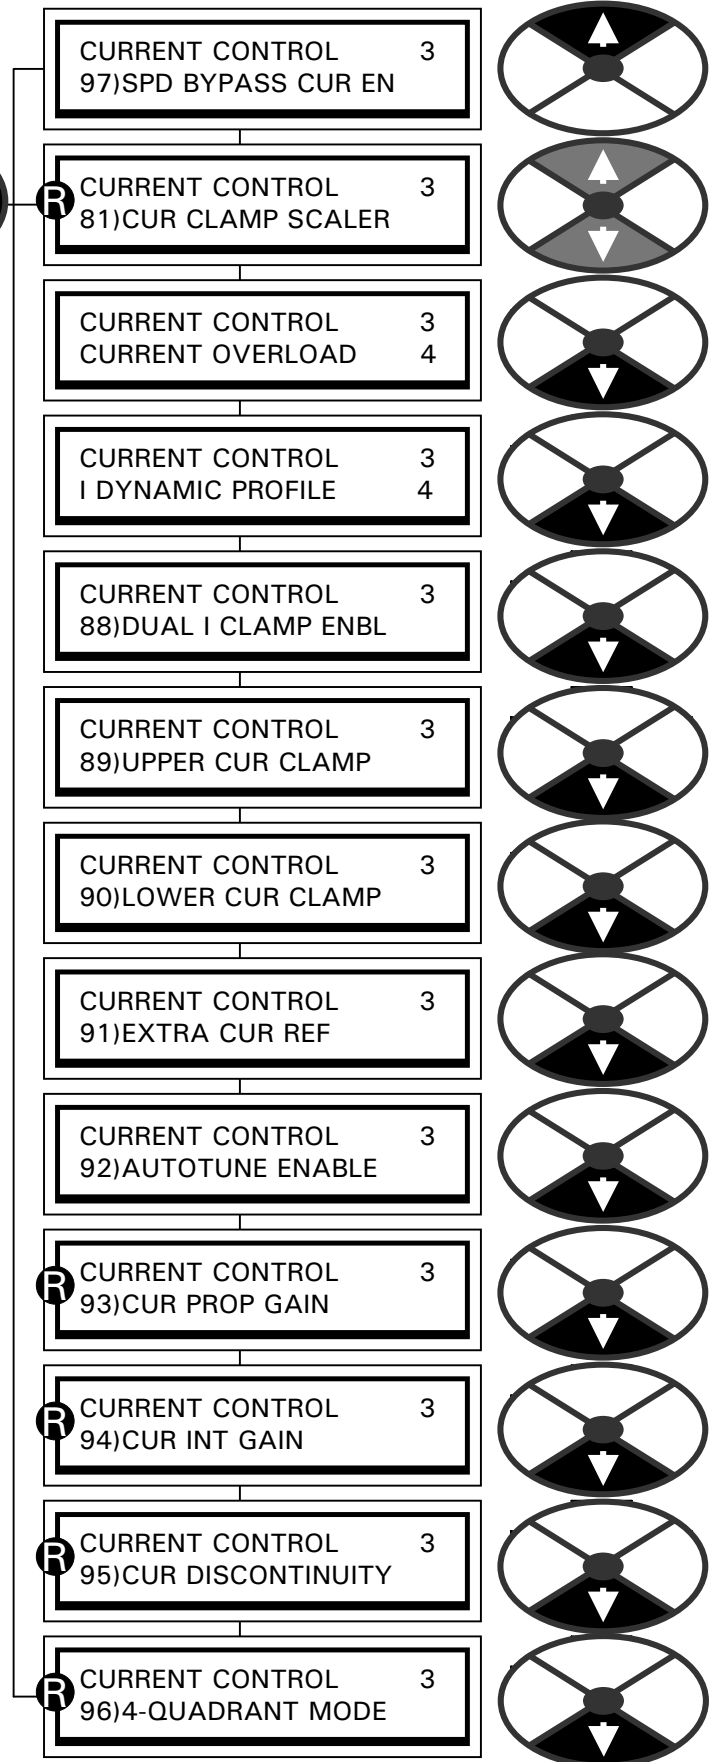 CURRENT CONTROL 3
97)SPD BYPASS CUR EN
R
CURRENT CONTROL 3
81)CUR CLAMP SCALER
CURRENT CONTROL 3
CURRENT OVERLOAD 4
CURRENT CONTROL 3
I DYNAMIC PROFILE 4
CURRENT CONTROL 3
88)DUAL I CLAMP ENBL
CURRENT CONTROL 3
89)UPPER CUR CLAMP
CURRENT CONTROL 3
90)LOWER CUR CLAMP
CURRENT CONTROL 3
91)EXTRA CUR REF
CURRENT CONTROL 3
92)AUTOTUNE ENABLE
R
CURRENT CONTROL 3
93)CUR PROP GAIN
R
CURRENT CONTROL 3
94)CUR INT GAIN
R
CURRENT CONTROL 3
95)CUR DISCONTINUITY
R
CURRENT CONTROL 3
96)4-QUADRANT MODE